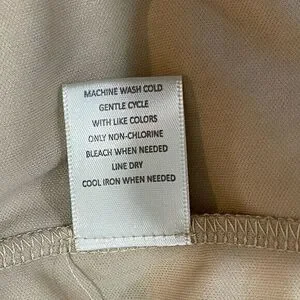 MACHINE WASH COLD
GENTLE CYCLE
WITH LIKE COLORS
ONLY NON-CHLORINE
BLEACH WHEN NEEDED
LINE DRY
COOL IRON WHEN NEEDED